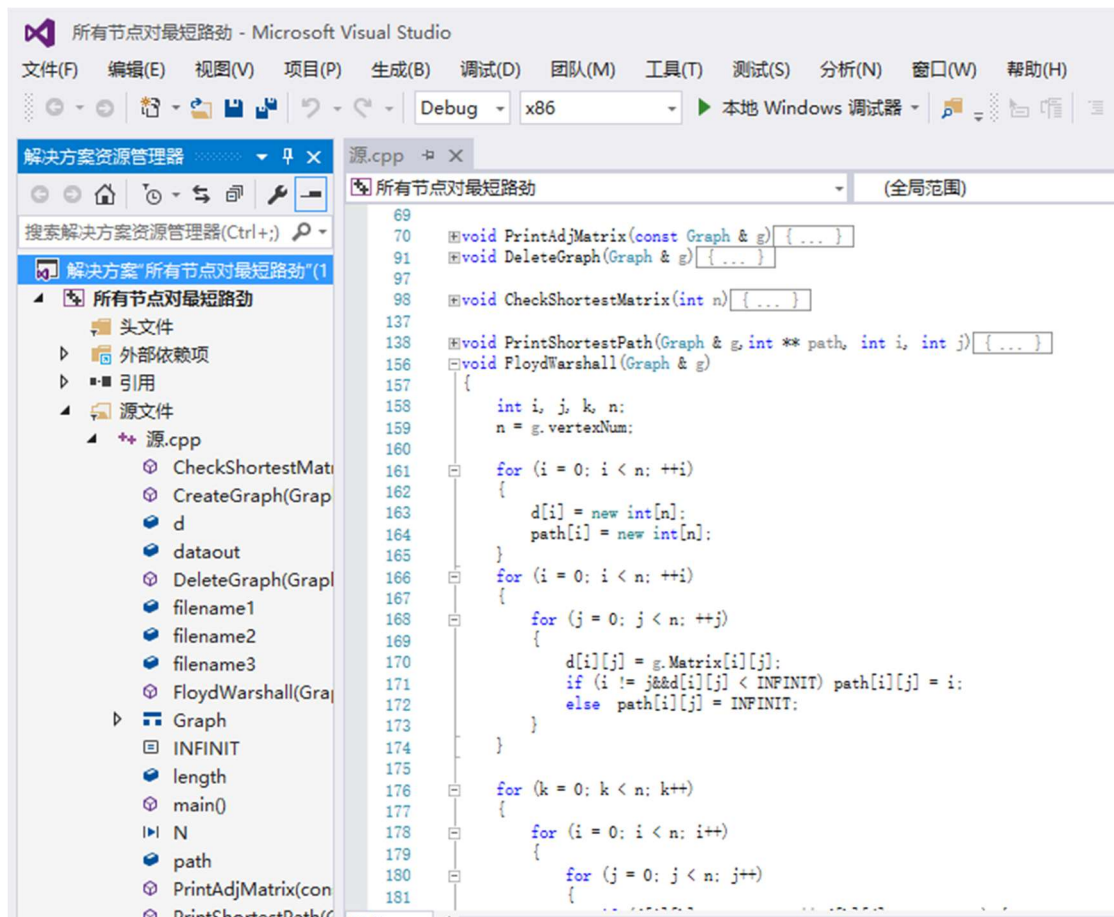 所有节点对最短路劲 - Microsoft Visual Studio
文件(F) 编辑(E) 视图(V) 项目(P) 生成(B) 调试(D) 团队(M) 工具(T) 测试(S) 分析(N) 窗口(W) 帮助(H)
Debug x86 本地 Windows 调试器
解决方案资源管理器
搜索解决方案资源管理器(Ctrl+;)
解决方案"所有节点对最短路劲"(1
所有节点对最短路劲
头文件
外部依赖项
引用
源文件
源.cpp
CheckShortestMatr
CreateGraph(Grap
d
dataout
DeleteGraph(Grapl
filename1
filename2
filename3
FloydWarshall(Gra
Graph
INFINIT
length
main()
N
path
PrintAdjMatrix(con
PrintShortestPath(
源.cpp
所有节点对最短路劲 (全局范围)
69
70 void PrintAdjMatrix(const Graph & g) { ... }
91 void DeleteGraph(Graph & g) { ... }
97
98 void CheckShortestMatrix(int n) { ... }
137
138 void PrintShortestPath(Graph & g, int ** path, int i, int j) { ... }
156 void FloydWarshall(Graph & g)
157 {
158 int i, j, k, n;
159 n = g.vertexNum;
160
161 for (i = 0; i < n; ++i)
162 {
163 d[i] = new int[n];
164 path[i] = new int[n];
165 }
166 for (i = 0; i < n; ++i)
167 {
168 for (j = 0; j < n; ++j)
169 {
170 d[i][j] = g.Matrix[i][j];
171 if (i != j&&d[i][j] < INFINIT) path[i][j] = i;
172 else path[i][j] = INFINIT;
173 }
174 }
175
176 for (k = 0; k < n; k++)
177 {
178 for (i = 0; i < n; i++)
179 {
180 for (j = 0; j < n; j++)
181 {